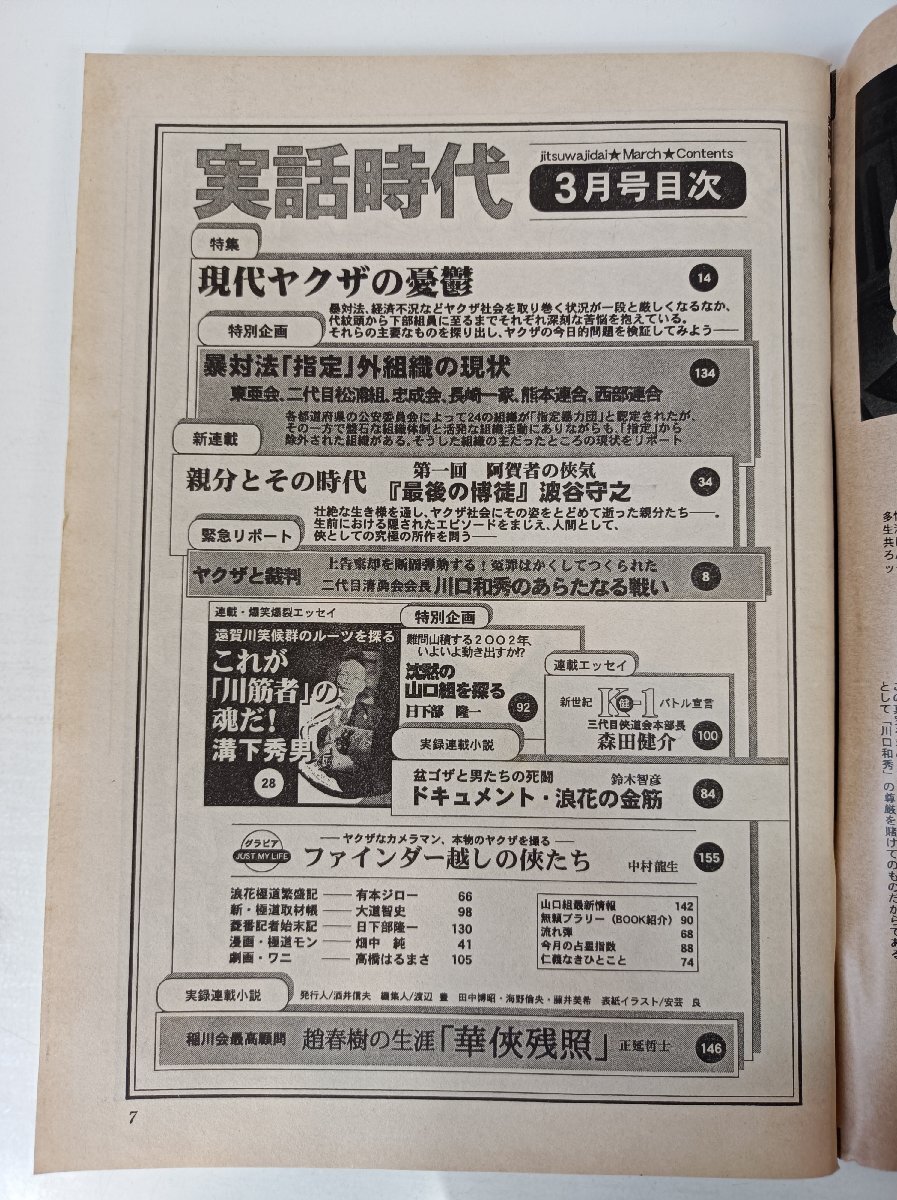 実話時代
jitsuwajidai★March★Contents
3月号目次
特集
現代ヤクザの憂鬱
14
暴対法、経済不況などヤクザ社会を取り巻く状況が一段と厳しくなるなか、
代紋頭から下部組員に至るまでそれぞれ深刻な苦悩を抱えている。
それらの主要なものを探り出し、ヤクザの今日的問題を検証してみよう——
特別企画
暴対法「指定」外組織の現状
134
東亜会、二代目松浦組、忠成会、長崎一家、熊本連合、西部連合
各都道府県の公安委員会によって24の組織が「指定暴力団」と認定されたが、
その一方で磐石な組織体制と活発な組織活動にありながらも、「指定」から
除外された組織がある。そうした組織の主だったところの現状をリポート
新連載
第一回 阿賀者の俠気
親分とその時代 『最後の博徒』波谷守之
34
壮絶な生き様を通し、ヤクザ社会にその姿をとどめて逝った親分たち——。
生前における隠されたエピソードをまじえ、人間として、
俠としての究極の所作を問う——
緊急リポート
ヤクザと裁判
上告棄却を断固弾劾する!冤罪はかくしてつくられた
二代目清勇会会長 川口和秀のあらたなる戦い
8
連載・爆笑爆裂エッセイ
遠賀川笑候群のルーツを探る
これが
「川筋者」の
魂だ!
溝下秀男
28
特別企画
難問山積する2002年、
いよいよ動き出すか!?
沈黙の
山口組を探る
日下部 隆一
92
連載エッセイ
新世紀 K健-1 バトル宣言
三代目俠道会本部長
森田健介
100
実録連載小説
盆ゴザと男たちの死闘 鈴木智彦
ドキュメント・浪花の金筋
84
グラビア
JUST MY LIFE
——ヤクザなカメラマン、本物のヤクザを撮る——
ファインダー越しの俠たち 中村龍生
155
浪花極道繁盛記——有本ジロー 66
新・極道取材帳——大道智史 98
菱番記者始末記——日下部隆一 130
漫画・極道モン——畑中 純 41
劇画・ワニ——高橋はるまさ 105
山口組最新情報 142
無頼ブラリー(BOOK紹介) 90
流れ弾 68
今月の占星指数 88
仁義なきひとこと 74
実録連載小説
発行人/酒井信夫 編集人/渡辺 豊 田中博昭・海野倫央・藤井美希 表紙イラスト/安芸 良
稲川会最高顧問 趙春樹の生涯「華俠残照」 正延哲士
146
7
として「川口和秀」の尊厳を賭けてのものだからである